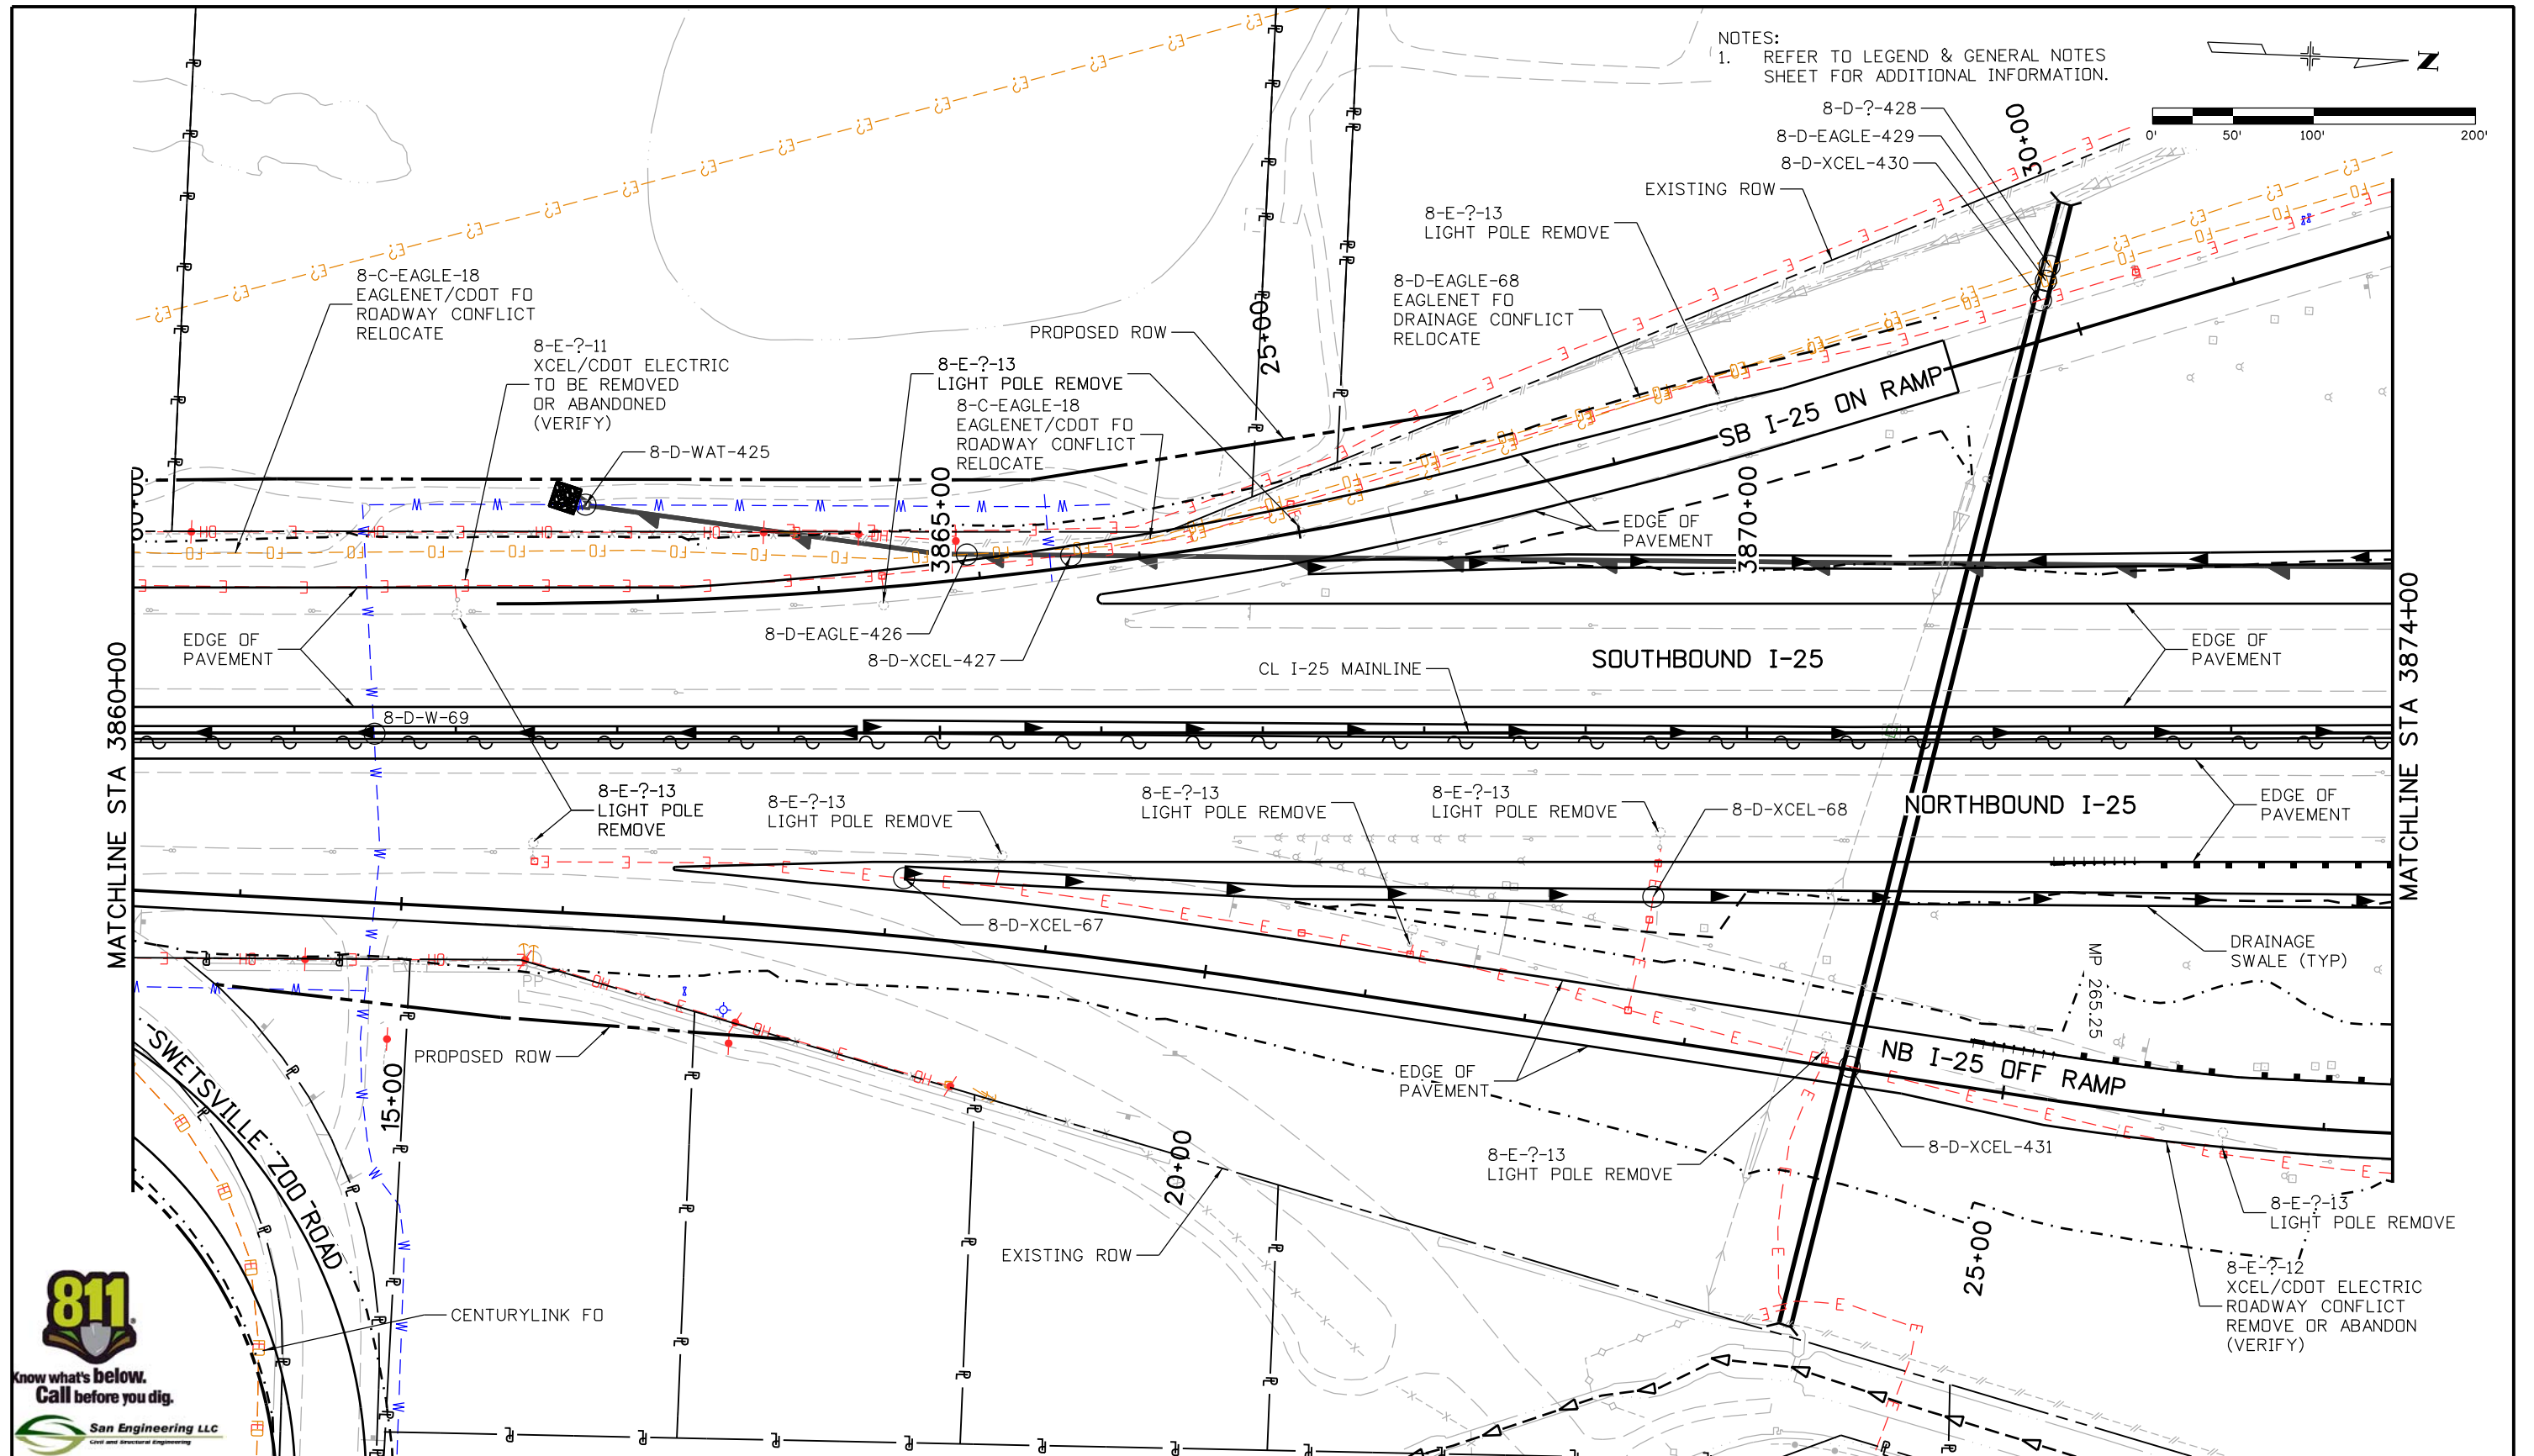 NOTES:
1. REFER TO LEGEND & GENERAL NOTES
SHEET FOR ADDITIONAL INFORMATION.
N
0' 50' 100' 200'
8-D-?-428
8-D-EAGLE-429
8-D-XCEL-430
30+00
EXISTING ROW
8-E-?-13
LIGHT POLE REMOVE
8-D-EAGLE-68
EAGLENET FO
DRAINAGE CONFLICT
RELOCATE
8-C-EAGLE-18
EAGLENET/CDOT FO
ROADWAY CONFLICT
RELOCATE
8-E-?-11
XCEL/CDOT ELECTRIC
TO BE REMOVED
OR ABANDONED
(VERIFY)
PROPOSED ROW
25+00
8-E-?-13
LIGHT POLE REMOVE
8-C-EAGLE-18
EAGLENET/CDOT FO
ROADWAY CONFLICT
RELOCATE
8-D-WAT-425
SB I-25 ON RAMP
3865+00
3870+00
EDGE OF
PAVEMENT
8-D-EAGLE-426
8-D-XCEL-427
EDGE OF
PAVEMENT
SOUTHBOUND I-25
EDGE OF
PAVEMENT
CL I-25 MAINLINE
MATCHLINE STA 3860+00
MATCHLINE STA 3874+00
8-D-W-69
8-E-?-13
LIGHT POLE
REMOVE
8-E-?-13
LIGHT POLE REMOVE
8-E-?-13
LIGHT POLE REMOVE
8-E-?-13
LIGHT POLE REMOVE
8-D-XCEL-68
NORTHBOUND I-25
EDGE OF
PAVEMENT
8-D-XCEL-67
DRAINAGE
SWALE (TYP)
MP 265.25
PP
PROPOSED ROW
SWETSVILLE ZOO ROAD
15+00
EDGE OF
PAVEMENT
NB I-25 OFF RAMP
8-E-?-13
LIGHT POLE REMOVE
8-D-XCEL-431
20+00
EXISTING ROW
25+00
8-E-?-13
LIGHT POLE REMOVE
8-E-?-12
XCEL/CDOT ELECTRIC
ROADWAY CONFLICT
REMOVE OR ABANDON
(VERIFY)
CENTURYLINK FO
811
Know what's below.
Call before you dig.
San Engineering LLC
Civil and Structural Engineering